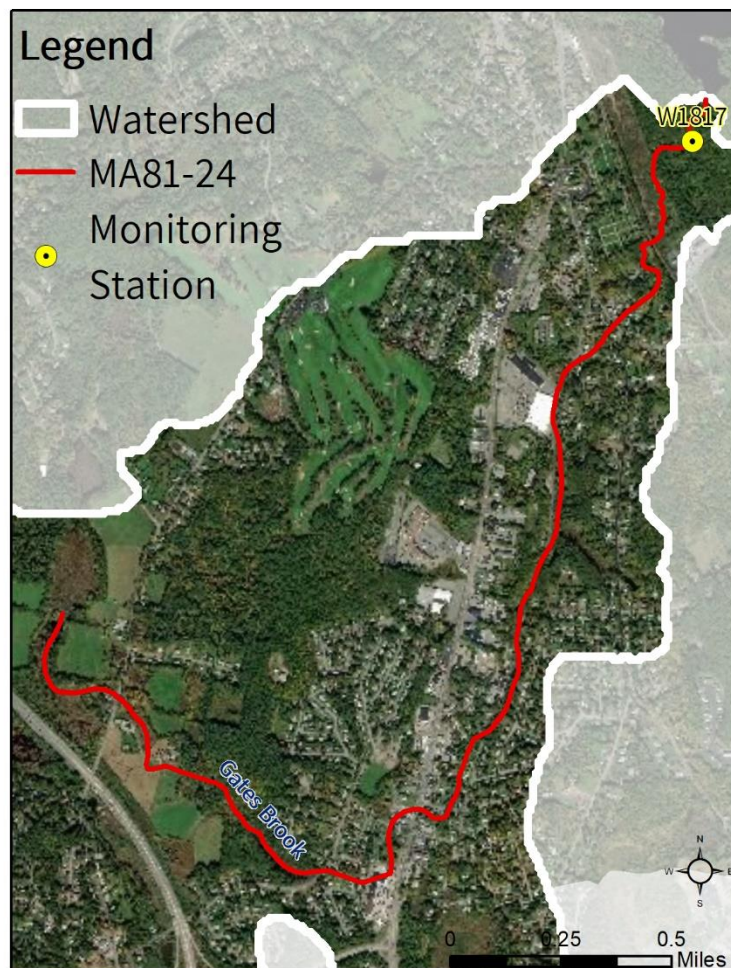 Legend
Watershed
MA81-24
Monitoring
Station
W1817
Gates Brook
N
W E
S
0 0.25 0.5
Miles